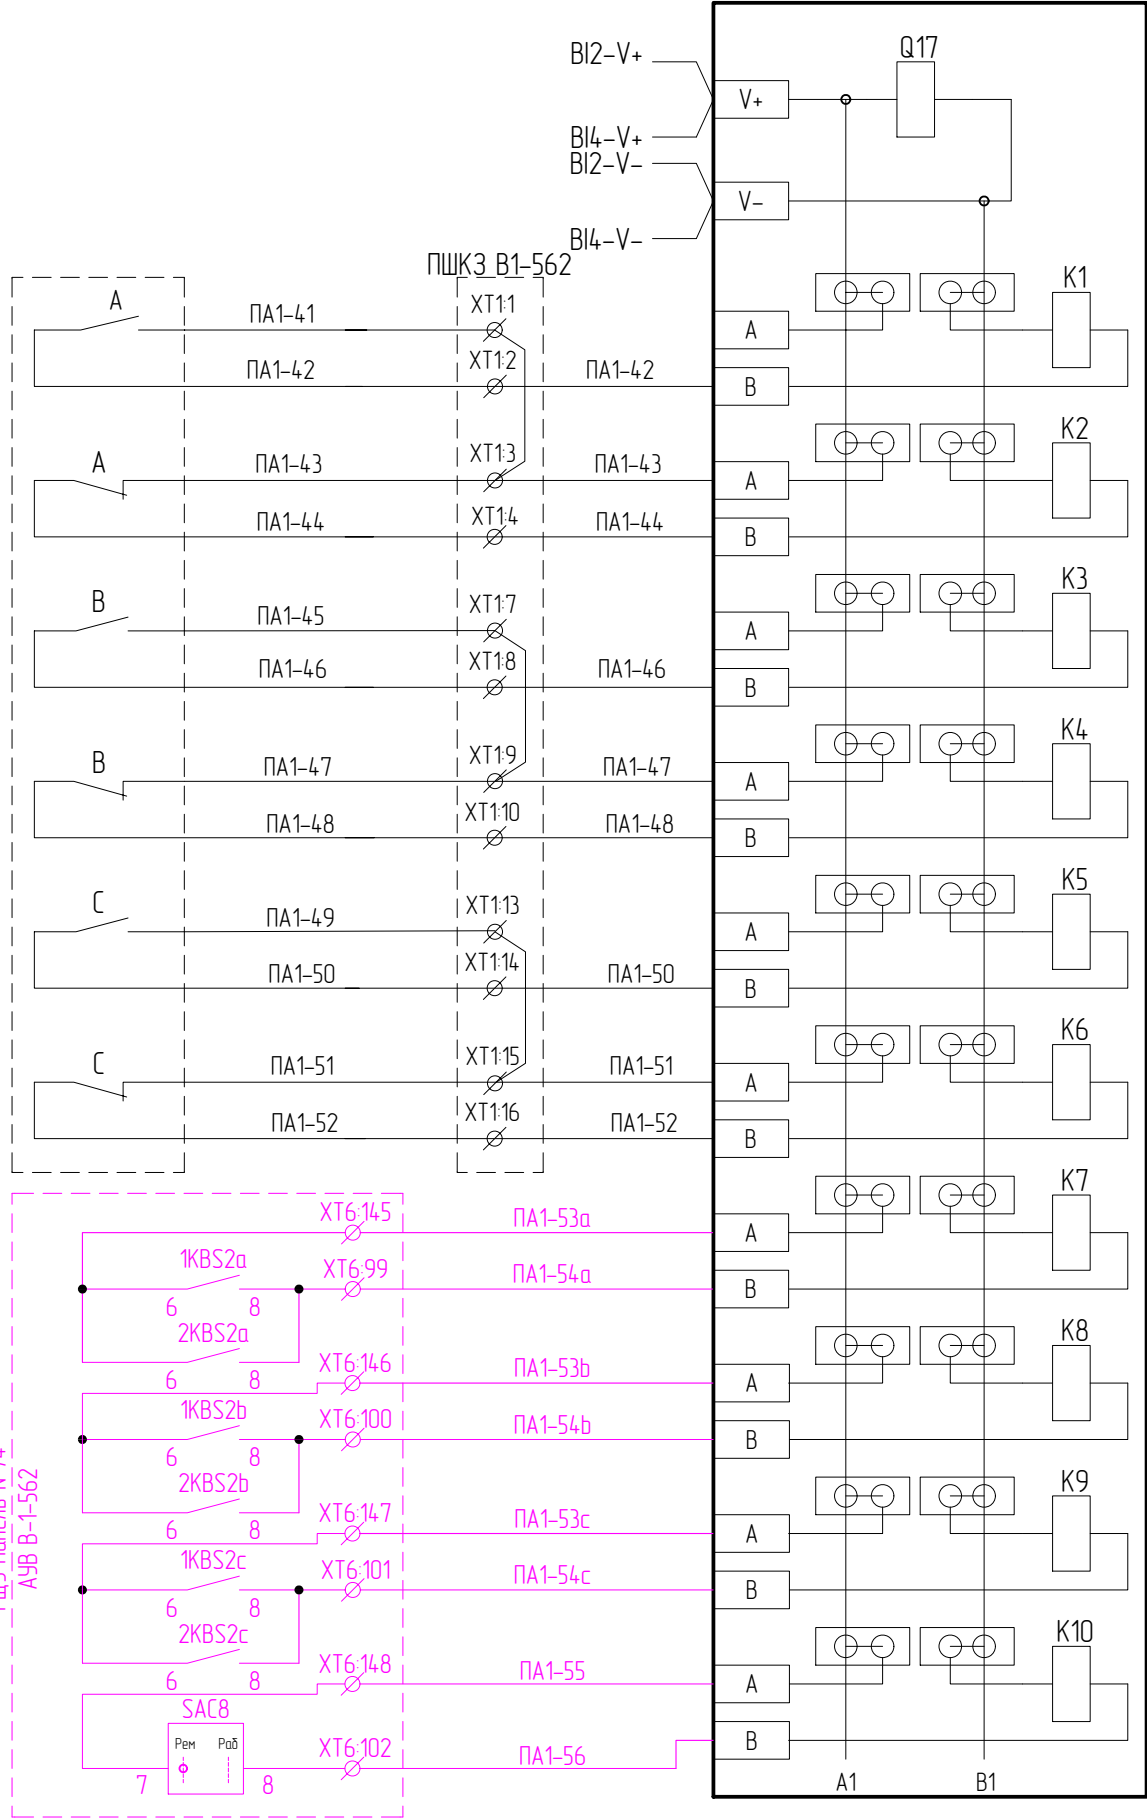 Q17
BI2-V+
V+
BI4-V+
BI2-V-
V-
BI4-V-
ПШКЗ В1-562
A
ПА1-41
XT1:1
K1
A
ПА1-42
XT1:2
ПА1-42
B
A
ПА1-43
XT1:3
ПА1-43
K2
A
ПА1-44
XT1:4
ПА1-44
B
B
ПА1-45
XT1:7
K3
A
ПА1-46
XT1:8
ПА1-46
B
B
ПА1-47
XT1:9
ПА1-47
K4
A
ПА1-48
XT1:10
ПА1-48
B
C
ПА1-49
XT1:13
K5
A
ПА1-50
XT1:14
ПА1-50
B
C
ПА1-51
XT1:15
ПА1-51
K6
A
ПА1-52
XT1:16
ПА1-52
B
XT6:145
ПА1-53a
K7
A
1KBS2a
6 8
XT6:99
ПА1-54a
B
2KBS2a
6 8
XT6:146
ПА1-53b
K8
A
1KBS2b
6 8
XT6:100
ПА1-54b
B
2KBS2b
6 8
XT6:147
ПА1-53c
K9
A
1KBS2c
6 8
XT6:101
ПА1-54c
B
2KBS2c
6 8
XT6:148
ПА1-55
K10
A
SAC8
Рем Раб
7 8
XT6:102
ПА1-56
B
A1 B1
АУВ В-1-562